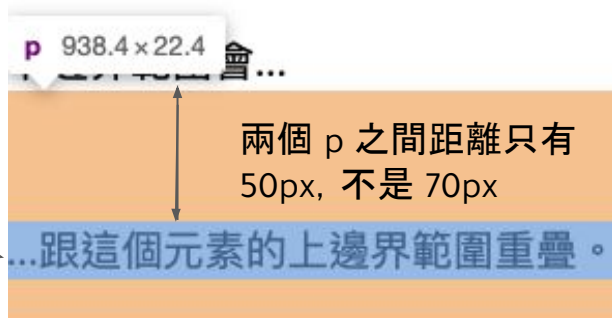 p 938.4×22.4
會...
兩個 p 之間距離只有
50px, 不是 70px
...跟這個元素的上邊界範圍重疊。